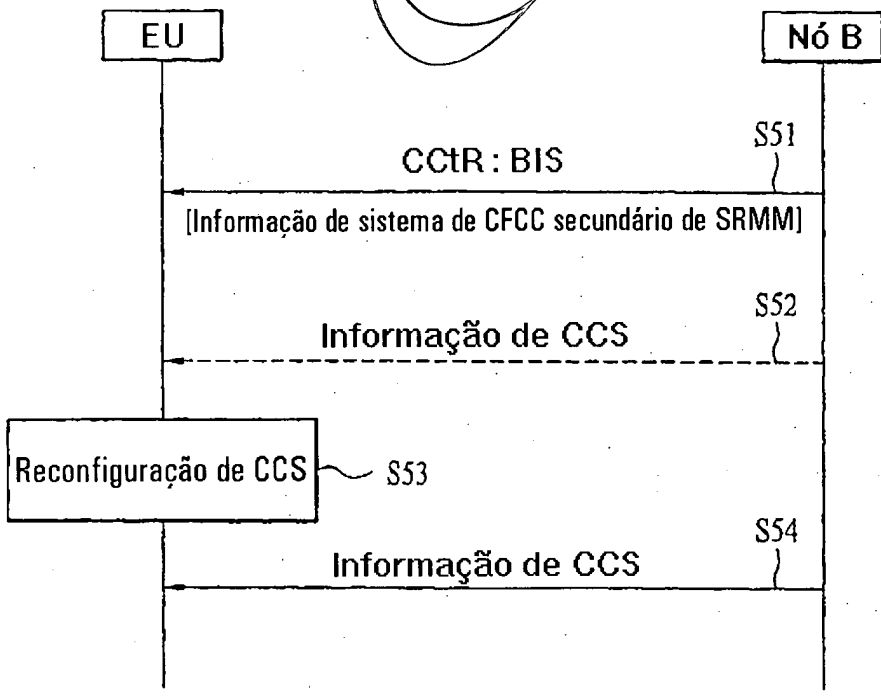 EU
Nó B
S51
CCtR : BIS
[Informação de sistema de CFCC secundário de SRMM]
S52
Informação de CCS
Reconfiguração de CCS
S53
S54
Informação de CCS